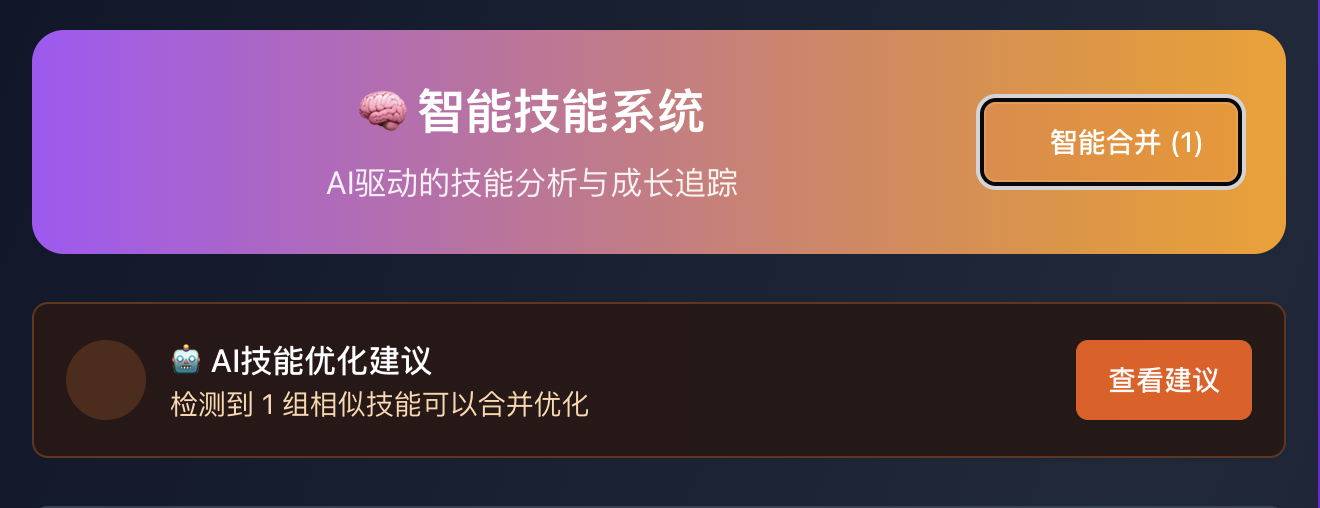 🧠 智能技能系统
AI驱动的技能分析与成长追踪
智能合并 (1)
🤖 AI技能优化建议
检测到 1 组相似技能可以合并优化
查看建议